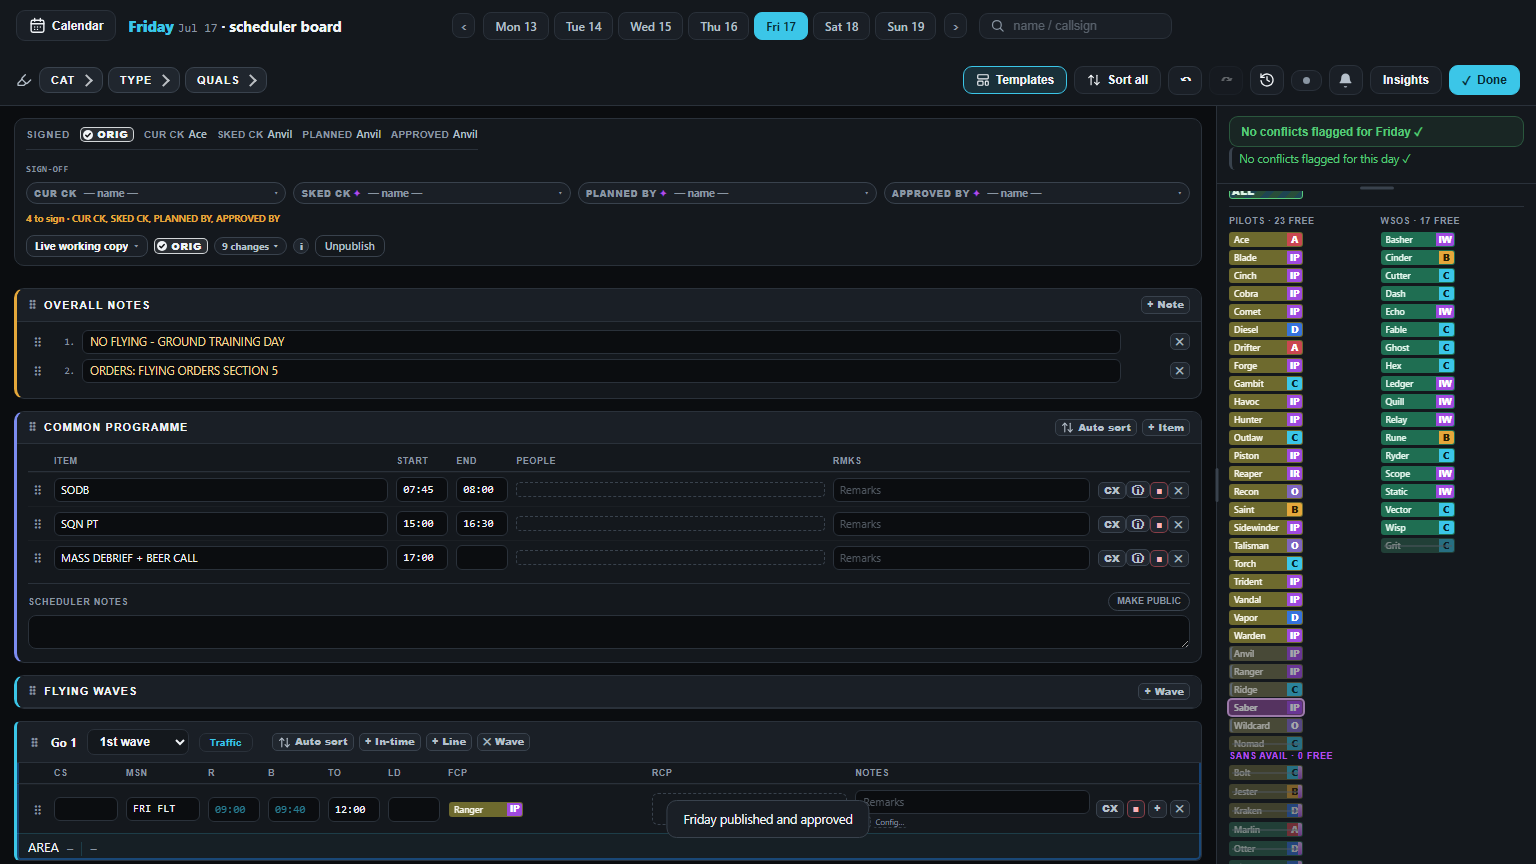 Calendar
Friday Jul 17 · scheduler board
‹ Mon 13 Tue 14 Wed 15 Thu 16 Fri 17 Sat 18 Sun 19 ›
name / callsign
CAT TYPE QUALS
Templates Sort all Insights ✓ Done
SIGNED ORIG CUR CK Ace SKED CK Anvil PLANNED Anvil APPROVED Anvil
SIGN-OFF
CUR CK — name — SKED CK ✦ — name — PLANNED BY ✦ — name — APPROVED BY ✦ — name —
4 to sign · CUR CK, SKED CK, PLANNED BY, APPROVED BY
Live working copy ORIG 9 changes i Unpublish
OVERALL NOTES + Note
1. NO FLYING - GROUND TRAINING DAY
2. ORDERS: FLYING ORDERS SECTION 5
COMMON PROGRAMME Auto sort + Item
ITEM START END PEOPLE RMKS
SODB 07:45 08:00 Remarks CX
SQN PT 15:00 16:30 Remarks CX
MASS DEBRIEF + BEER CALL 17:00 Remarks CX
SCHEDULER NOTES MAKE PUBLIC
FLYING WAVES + Wave
Go 1 1st wave Traffic Auto sort + In-time + Line ✕ Wave
CS MSN R B TO LD FCP RCP NOTES
FRI FLT 09:00 09:40 12:00 Ranger IP Remarks CX
Config...
AREA – | –
Friday published and approved
No conflicts flagged for Friday ✓
No conflicts flagged for this day ✓
ALL
PILOTS · 23 FREE
Ace A
Blade IP
Cinch IP
Cobra IP
Comet IP
Diesel D
Drifter A
Forge IP
Gambit C
Havoc IP
Hunter IP
Outlaw C
Piston IP
Reaper IR
Recon O
Saint B
Sidewinder IP
Talisman O
Torch C
Trident IP
Vandal IP
Vapor D
Warden IP
Anvil IP
Ranger IP
Ridge C
Saber IP
Wildcard O
Nomad C
WSOS · 17 FREE
Basher IW
Cinder B
Cutter C
Dash C
Echo IW
Fable C
Ghost C
Hex C
Ledger IW
Quill IW
Relay IW
Rune B
Ryder C
Scope IW
Static IW
Vector C
Wisp C
Grit C
SANS AVAIL · 0 FREE
Bolt C
Jester B
Kraken D
Marlin A
Otter D